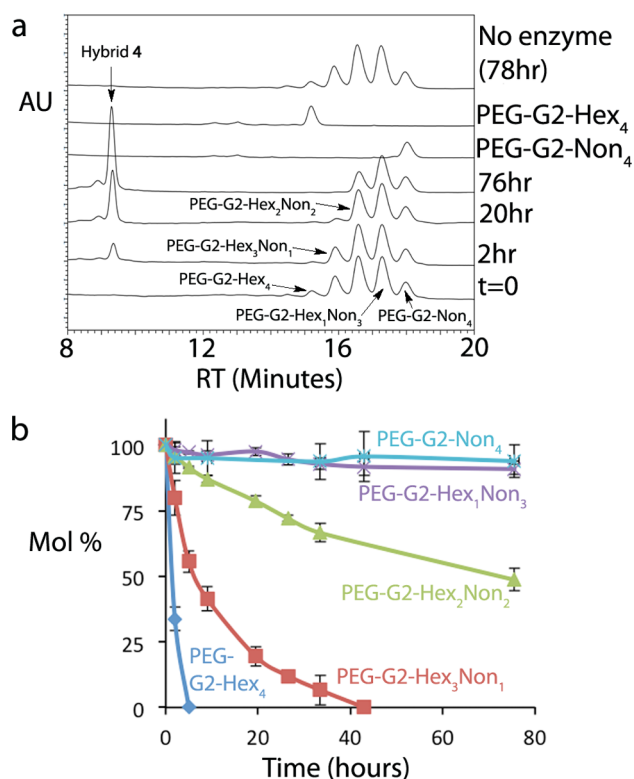 a
Hybrid 4
AU
No enzyme
(78hr)
PEG-G2-Hex₄
PEG-G2-Non₄
76hr
PEG-G2-Hex₂Non₂
20hr
PEG-G2-Hex₃Non₁
2hr
PEG-G2-Hex₄
t=0
PEG-G2-Hex₁Non₃
PEG-G2-Non₄
8 12 16 20
RT (Minutes)
b
100
PEG-G2-Non₄
PEG-G2-Hex₁Non₃
75
Mol %
50
PEG-G2-Hex₂Non₂
25
PEG-
G2-Hex₄
PEG-G2-Hex₃Non₁
0
0 20 40 60 80
Time (hours)